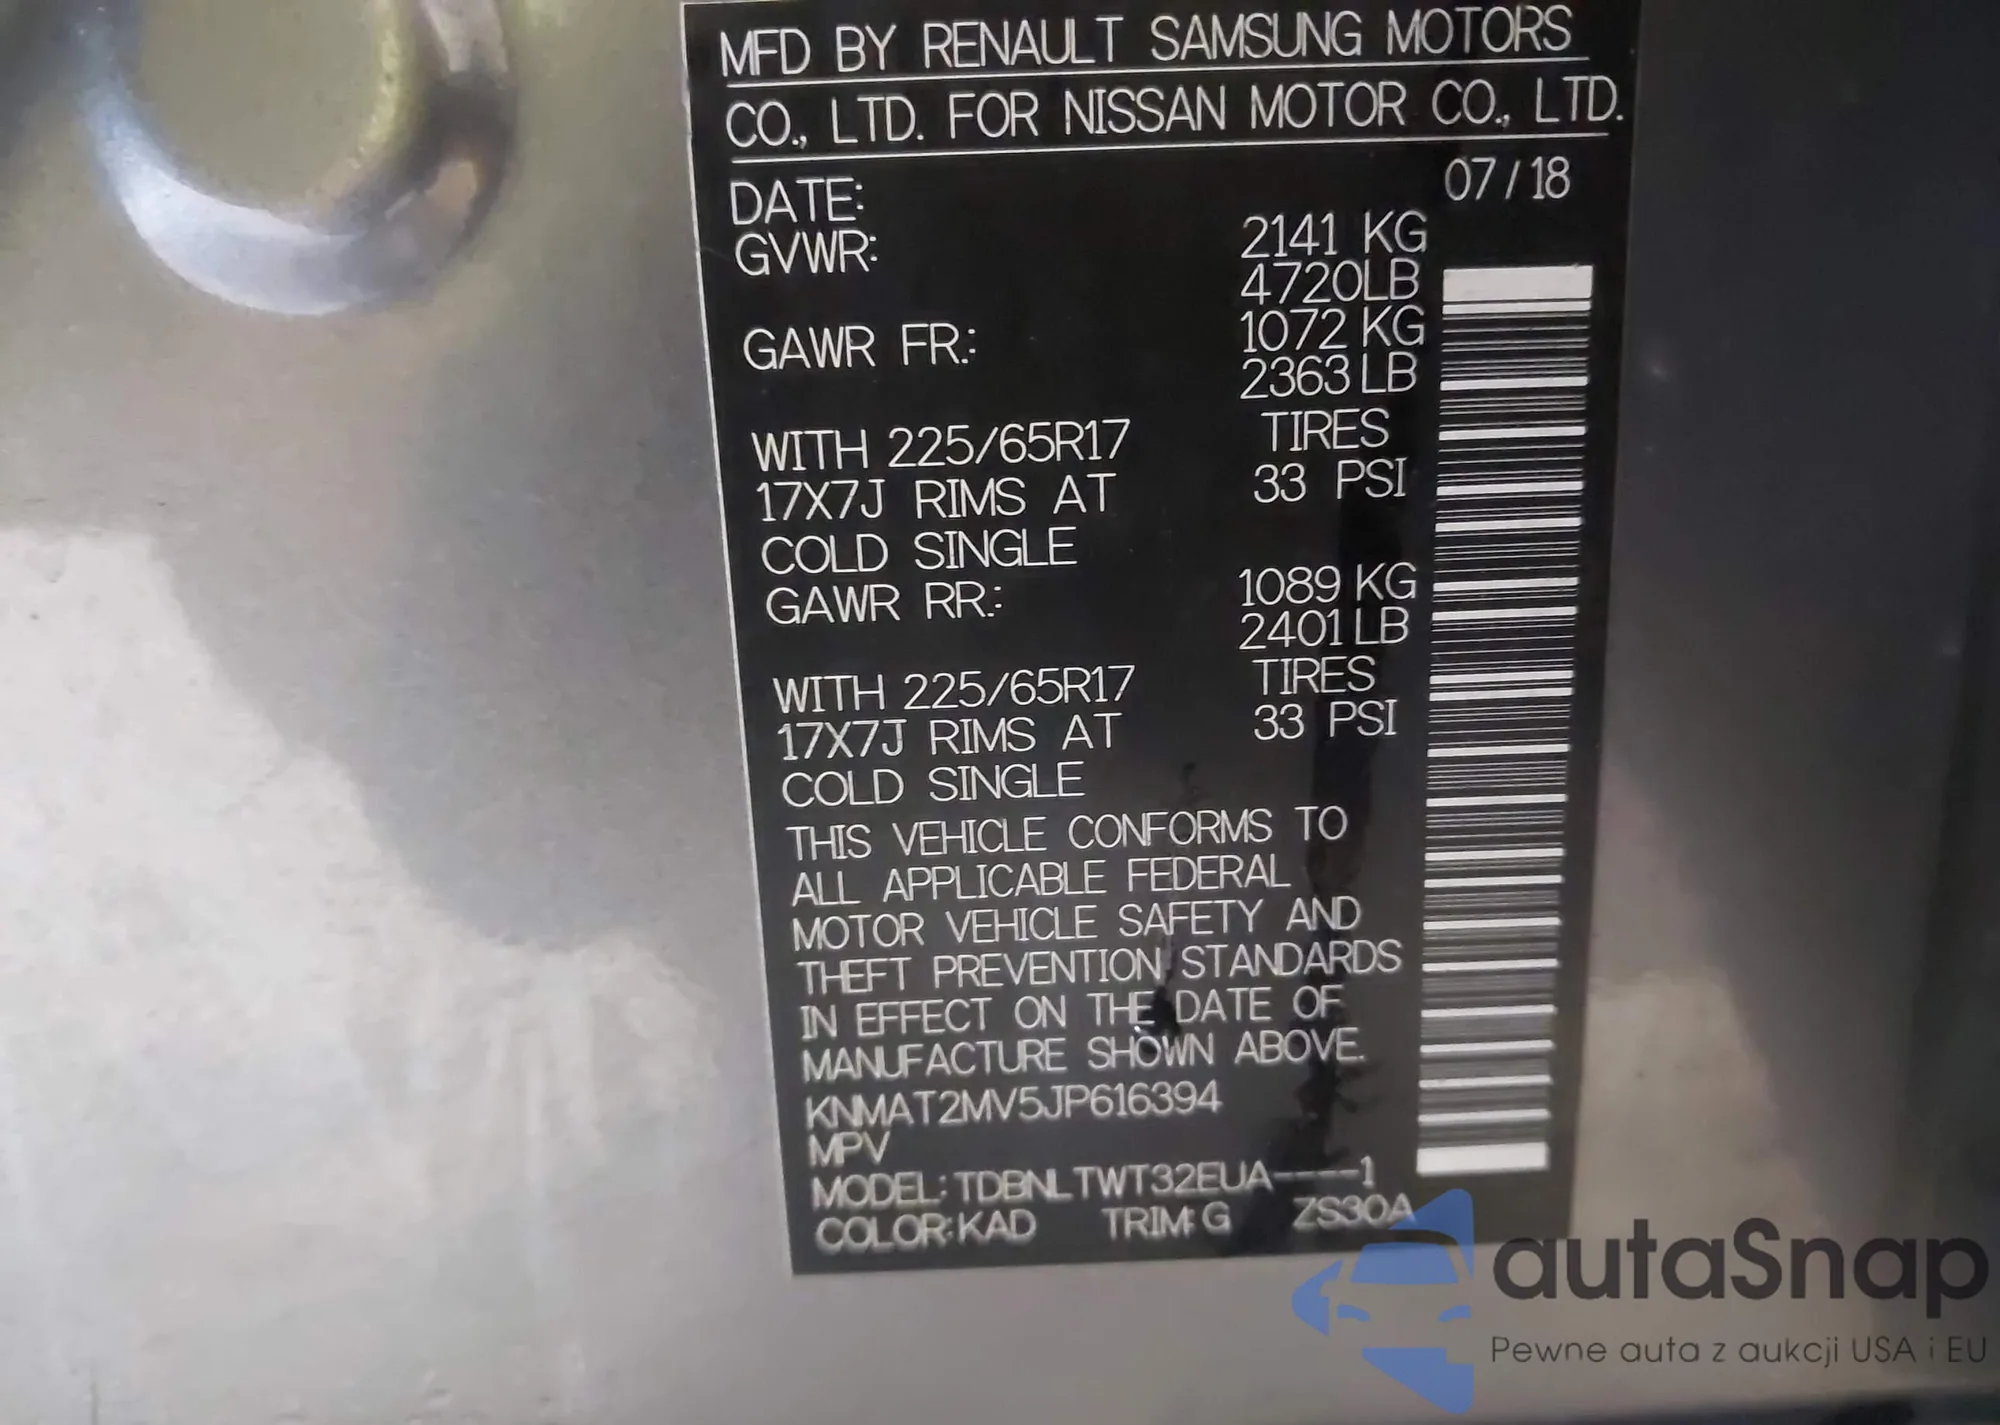 MFD BY RENAULT SAMSUNG MOTORS
CO., LTD. FOR NISSAN MOTOR CO., LTD.
DATE: 07/18
GVWR: 2141 KG
4720LB
GAWR FR.: 1072 KG
2363 LB
WITH 225/65R17 TIRES
17X7J RIMS AT 33 PSI
COLD SINGLE
GAWR RR.: 1089 KG
2401 LB
WITH 225/65R17 TIRES
17X7J RIMS AT 33 PSI
COLD SINGLE
THIS VEHICLE CONFORMS TO
ALL APPLICABLE FEDERAL
MOTOR VEHICLE SAFETY AND
THEFT PREVENTION STANDARDS
IN EFFECT ON THE DATE OF
MANUFACTURE SHOWN ABOVE.
KNMAT2MV5JP616394
MPV
MODEL: TDBNLTWT32EUA----1
COLOR: KAD TRIM: G ZS30A
autaSnap
Pewne auta z aukcji USA i EU